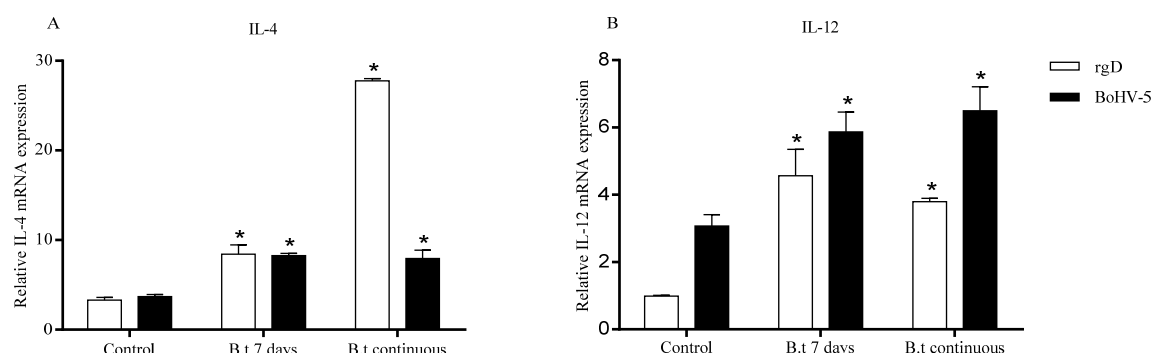 A
IL-4
Relative IL-4 mRNA expression
30
20
10
0
*
*
*
*
Control
B.t 7 days
B.t continuous
B
IL-12
Relative IL-12 mRNA expression
8
6
4
2
0
*
*
*
*
Control
B.t 7 days
B.t continuous
rgD
BoHV-5